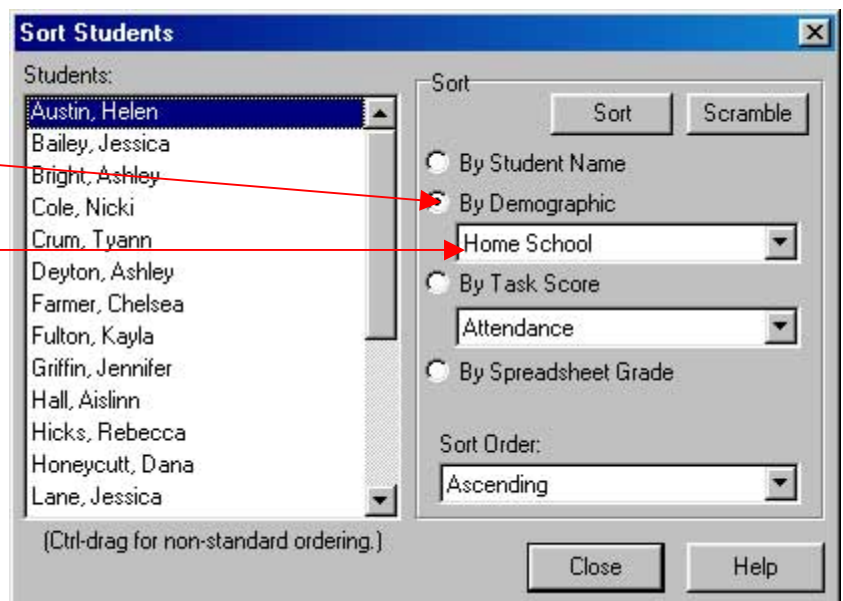 Sort Students
Students:
Austin, Helen
Bailey, Jessica
Bright, Ashley
Cole, Nicki
Crum, Tyann
Deyton, Ashley
Farmer, Chelsea
Fulton, Kayla
Griffin, Jennifer
Hall, Aislinn
Hicks, Rebecca
Honeycutt, Dana
Lane, Jessica
(Ctrl-drag for non-standard ordering.)
Sort
Sort Scramble
By Student Name
By Demographic
Home School
By Task Score
Attendance
By Spreadsheet Grade
Sort Order:
Ascending
Close Help